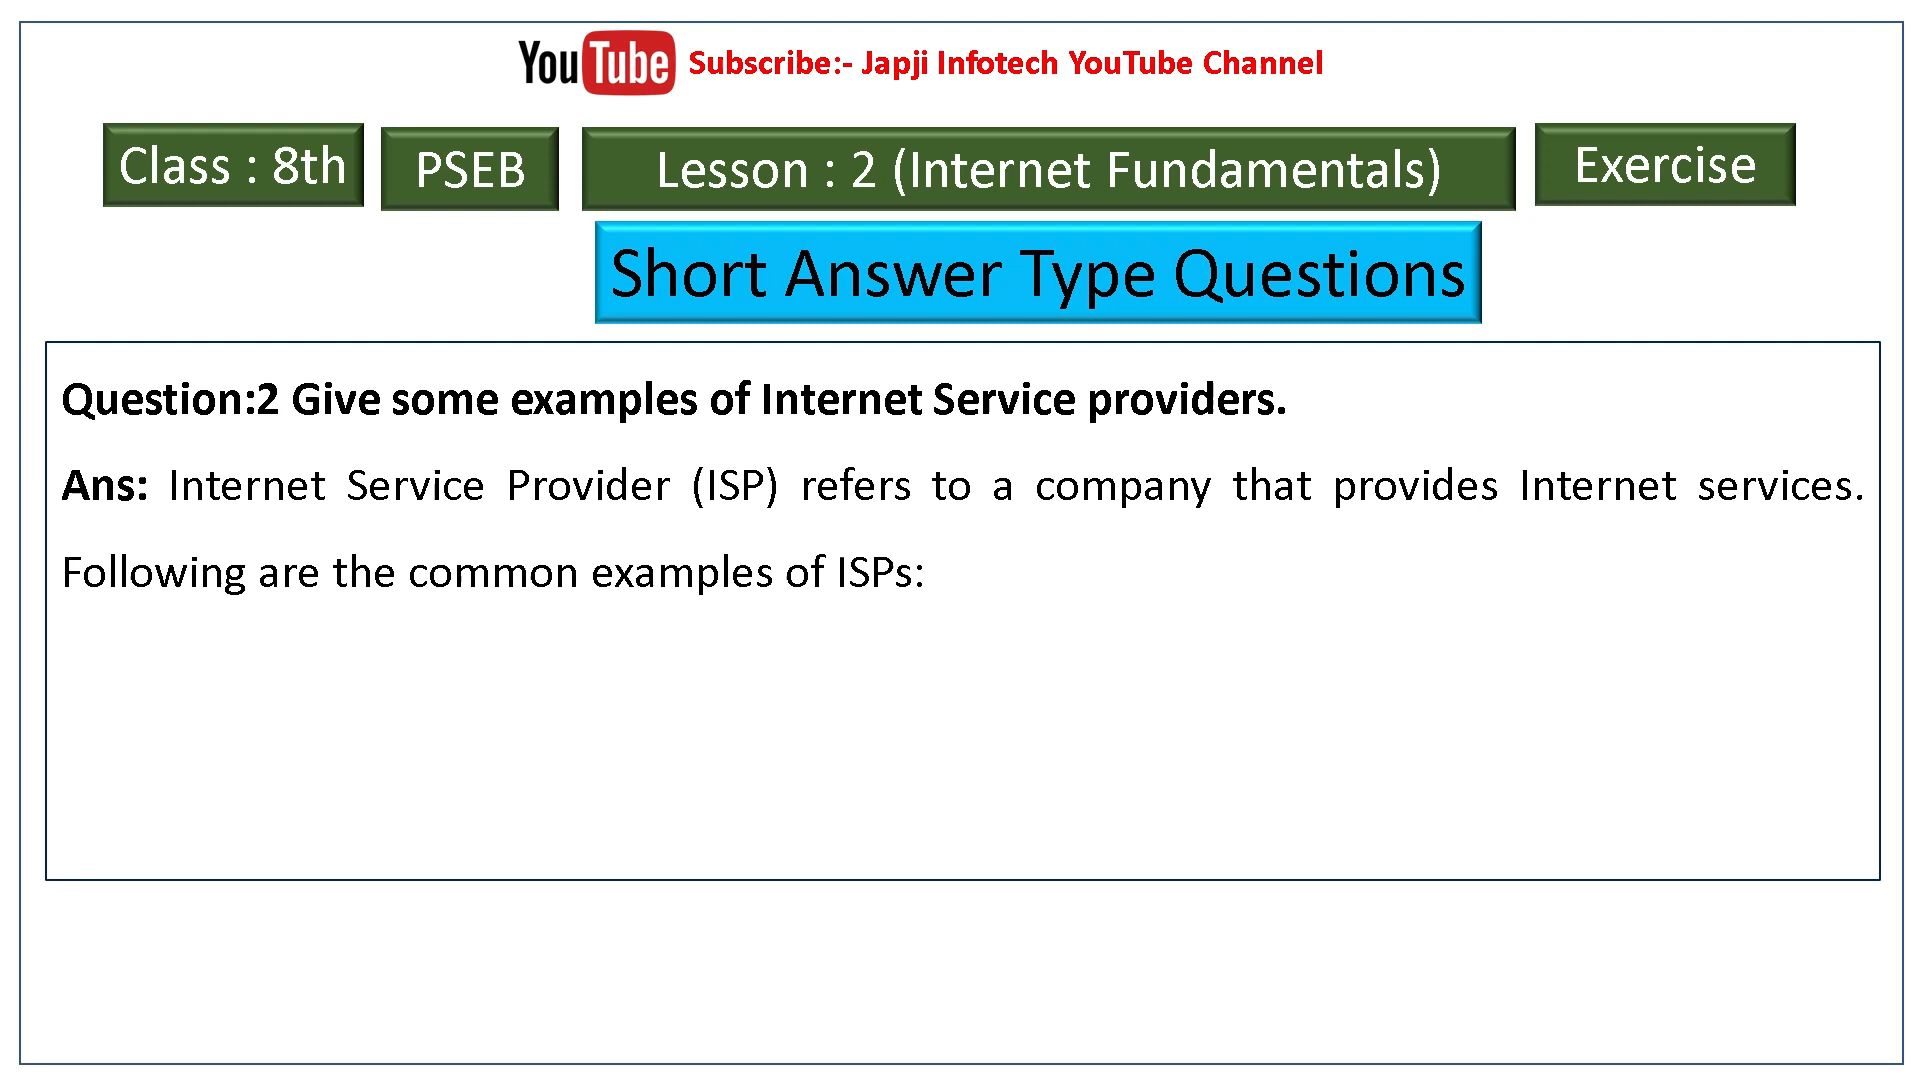 YouTube Subscribe:- Japji Infotech YouTube Channel
Class : 8th PSEB Lesson : 2 (Internet Fundamentals) Exercise
Short Answer Type Questions
Question:2 Give some examples of Internet Service providers.
Ans: Internet Service Provider (ISP) refers to a company that provides Internet services.
Following are the common examples of ISPs: